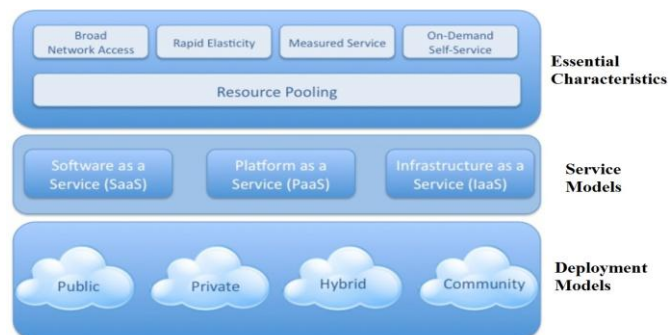 Broad
Network Access
Rapid Elasticity
Measured Service
On-Demand
Self-Service
Resource Pooling
Essential
Characteristics
Software as a
Service (SaaS)
Platform as a
Service (PaaS)
Infrastructure as a
Service (IaaS)
Service
Models
Public
Private
Hybrid
Community
Deployment
Models